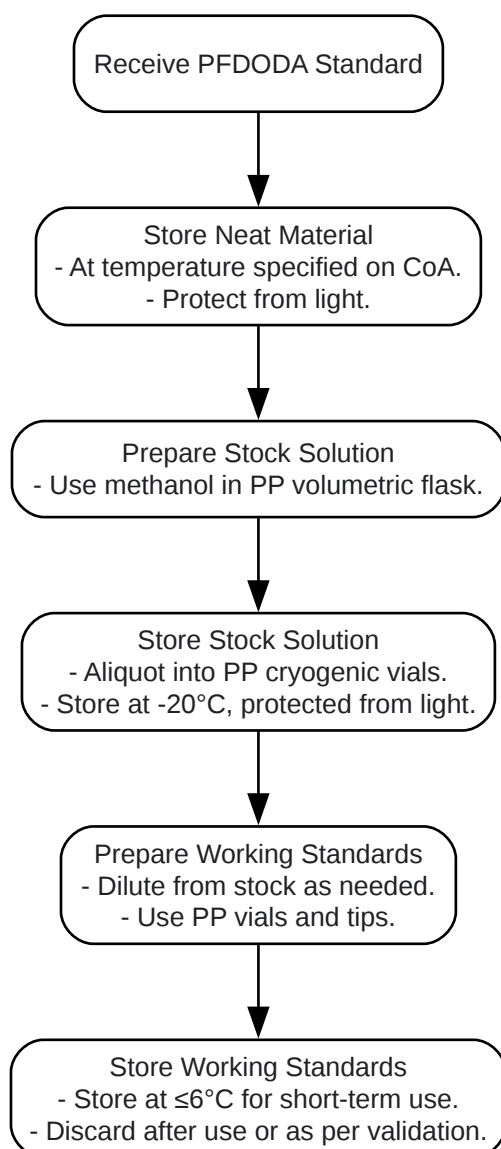 Receive PFDODA Standard
Store Neat Material
- At temperature specified on CoA.
- Protect from light.
Prepare Stock Solution
- Use methanol in PP volumetric flask.
Store Stock Solution
- Aliquot into PP cryogenic vials.
- Store at -20°C, protected from light.
Prepare Working Standards
- Dilute from stock as needed.
- Use PP vials and tips.
Store Working Standards
- Store at ≤6°C for short-term use.
- Discard after use or as per validation.